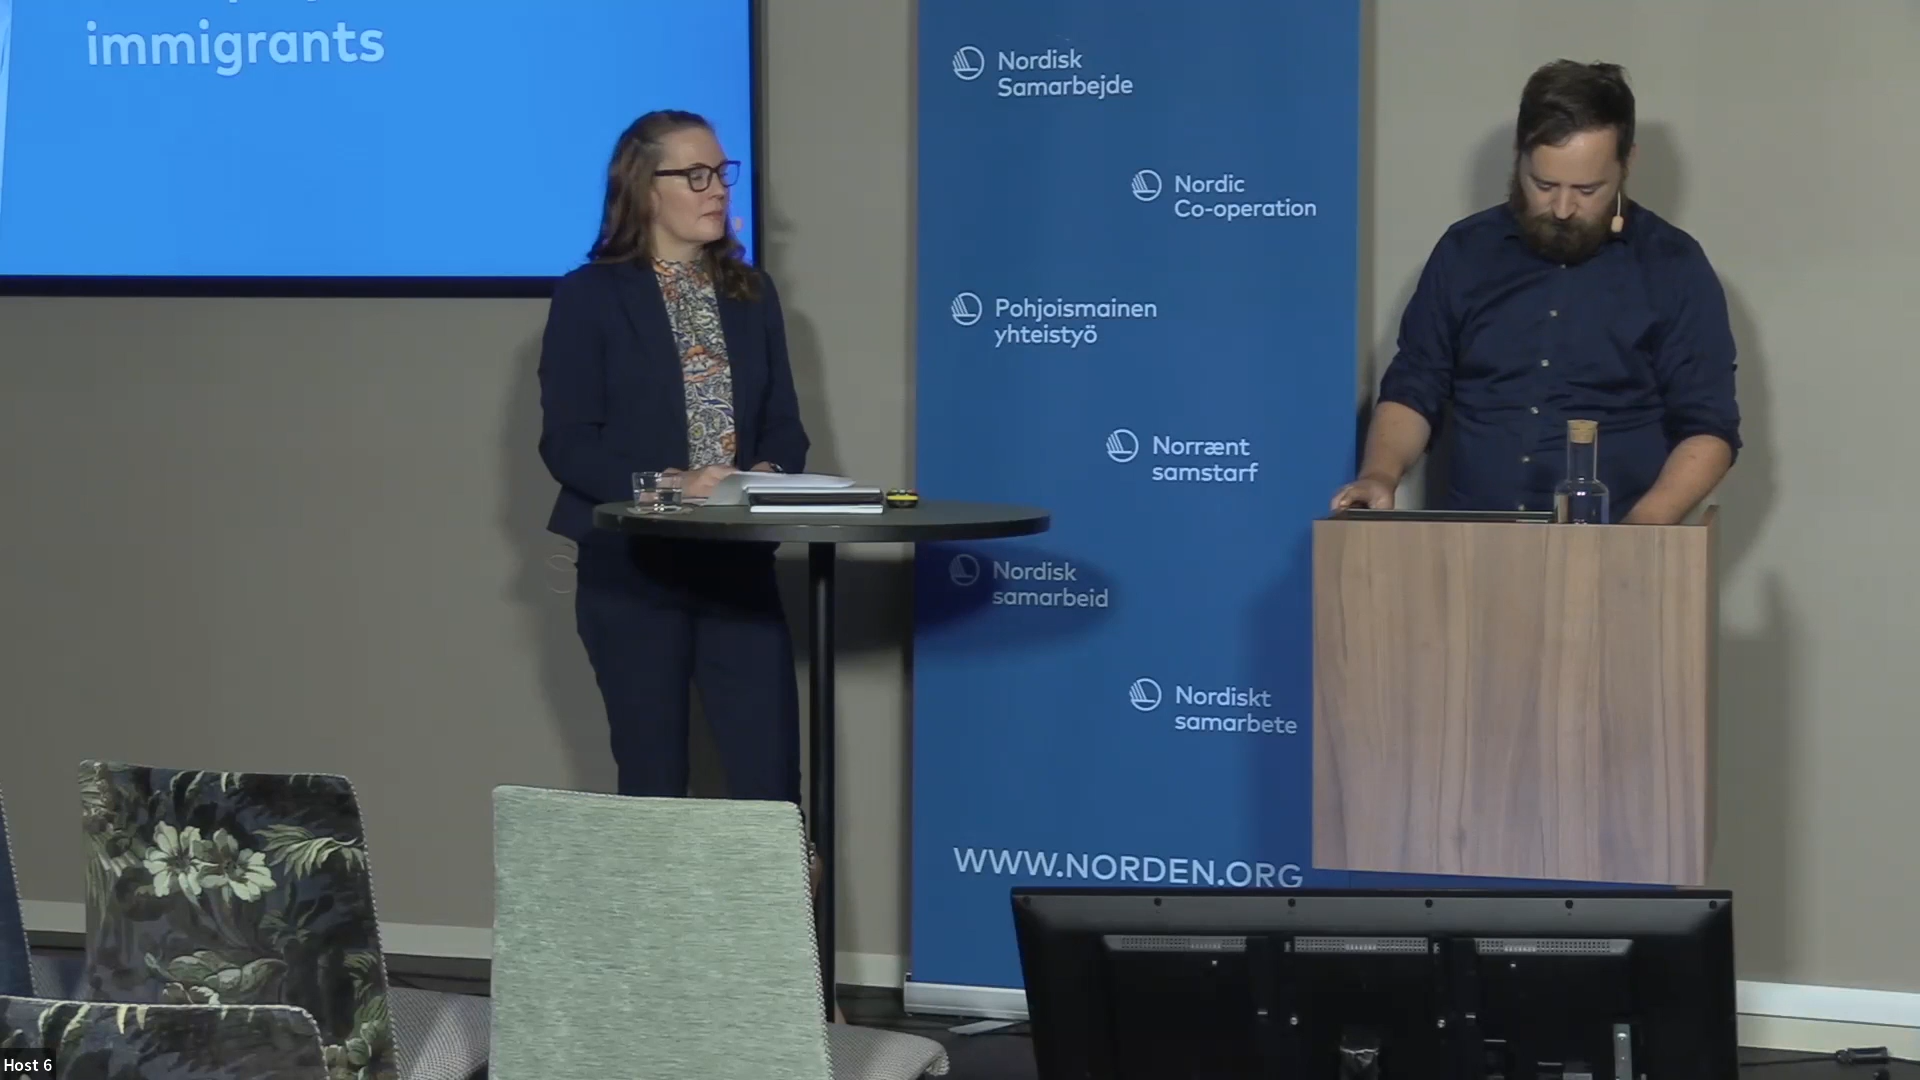 immigrants
Nordisk
Samarbejde
Nordic
Co-operation
Pohjoismainen
yhteistyö
Norrænt
samstarf
Nordisk
samarbeid
Nordiskt
samarbete
WWW.NORDEN.ORG
Host 6